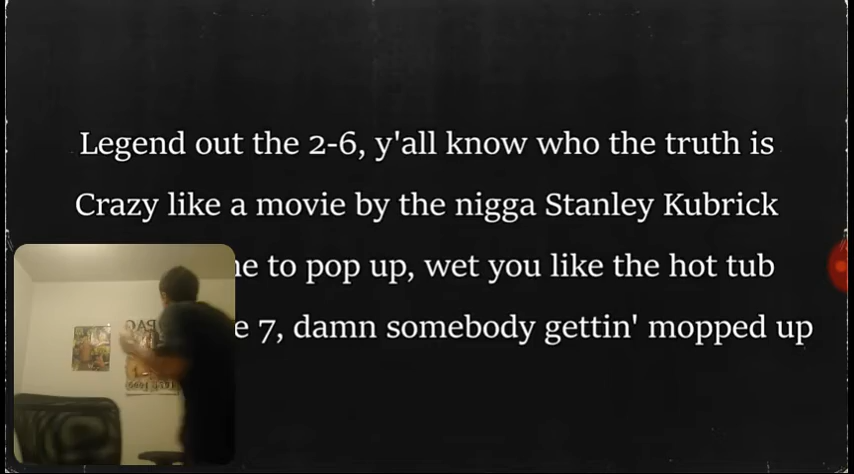 Legend out the 2-6, y'all know who the truth is
Crazy like a movie by the nigga Stanley Kubrick
to pop up, wet you like the hot tub
7, damn somebody gettin' mopped up